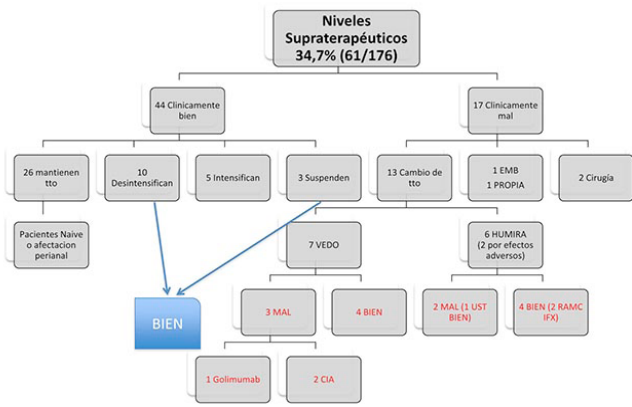 Niveles
Supraterapéuticos
34,7% (61/176)
44 Clinicamente
bien
17 Clinicamente
mal
26 mantienen
tto
10
Desintensifican
5 Intensifican
3 Suspenden
13 Cambio de
tto
1 EMB
1 PROPIA
2 Cirugía
Pacientes Naive
o afectacion
perianal
7 VEDO
6 HUMIRA
(2 por efectos
adversos)
BIEN
3 MAL
4 BIEN
2 MAL (1 UST
BIEN)
4 BIEN (2 RAMC
IFX)
1 Golimumab
2 CIA